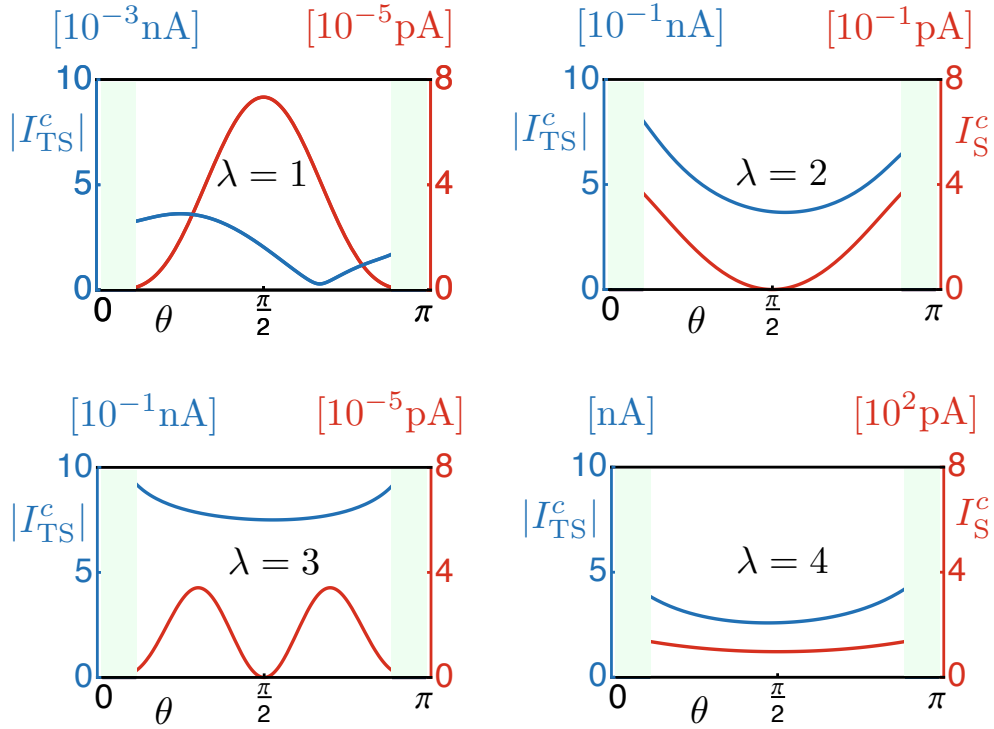 [10⁻³nA] [10⁻⁵pA]
10 8
|I^c_TS|
λ = 1
5 4
0 0
0 θ π/2 π
[10⁻¹nA] [10⁻¹pA]
10 8
|I^c_TS| I^c_S
λ = 2
5 4
0 0
0 θ π/2 π
[10⁻¹nA] [10⁻⁵pA]
10 8
|I^c_TS|
λ = 3
5 4
0 0
0 θ π/2 π
[nA] [10²pA]
10 8
|I^c_TS| I^c_S
λ = 4
5 4
0 0
0 θ π/2 π